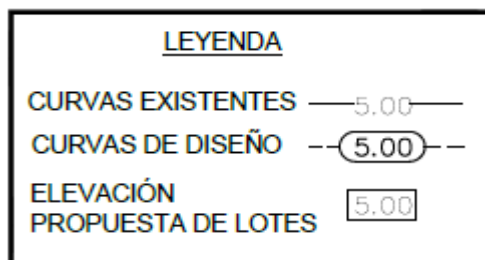 LEYENDA
CURVAS EXISTENTES 5.00
CURVAS DE DISEÑO 5.00
ELEVACIÓN
PROPUESTA DE LOTES 5.00